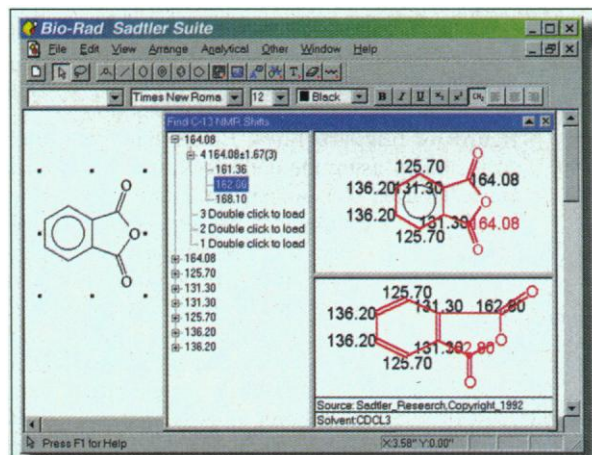 Bio-Rad Sadtler Suite
File Edit View Arrange Analytical Other Window Help
Times New Roma 12 Black B I U x₁ x² CH₂
Find C-13 NMR Shifts
164.08
4 164.08±1.67(3)
161.36
168.10
3 Double click to load
2 Double click to load
1 Double click to load
164.08
125.70
131.30
131.30
125.70
136.20
136.20
O
O
O
125.70
O
164.08
136.20
131.30
O
136.20
131.30
164.08
125.70
O
125.70
131.30
162.80
O
136.20
136.20
O
131.30
162.80
125.70
O
Source: Sadtler_Research,Copyright_1992
Solvent:CDCL3
Press F1 for Help
X:3.58" Y:0.00"